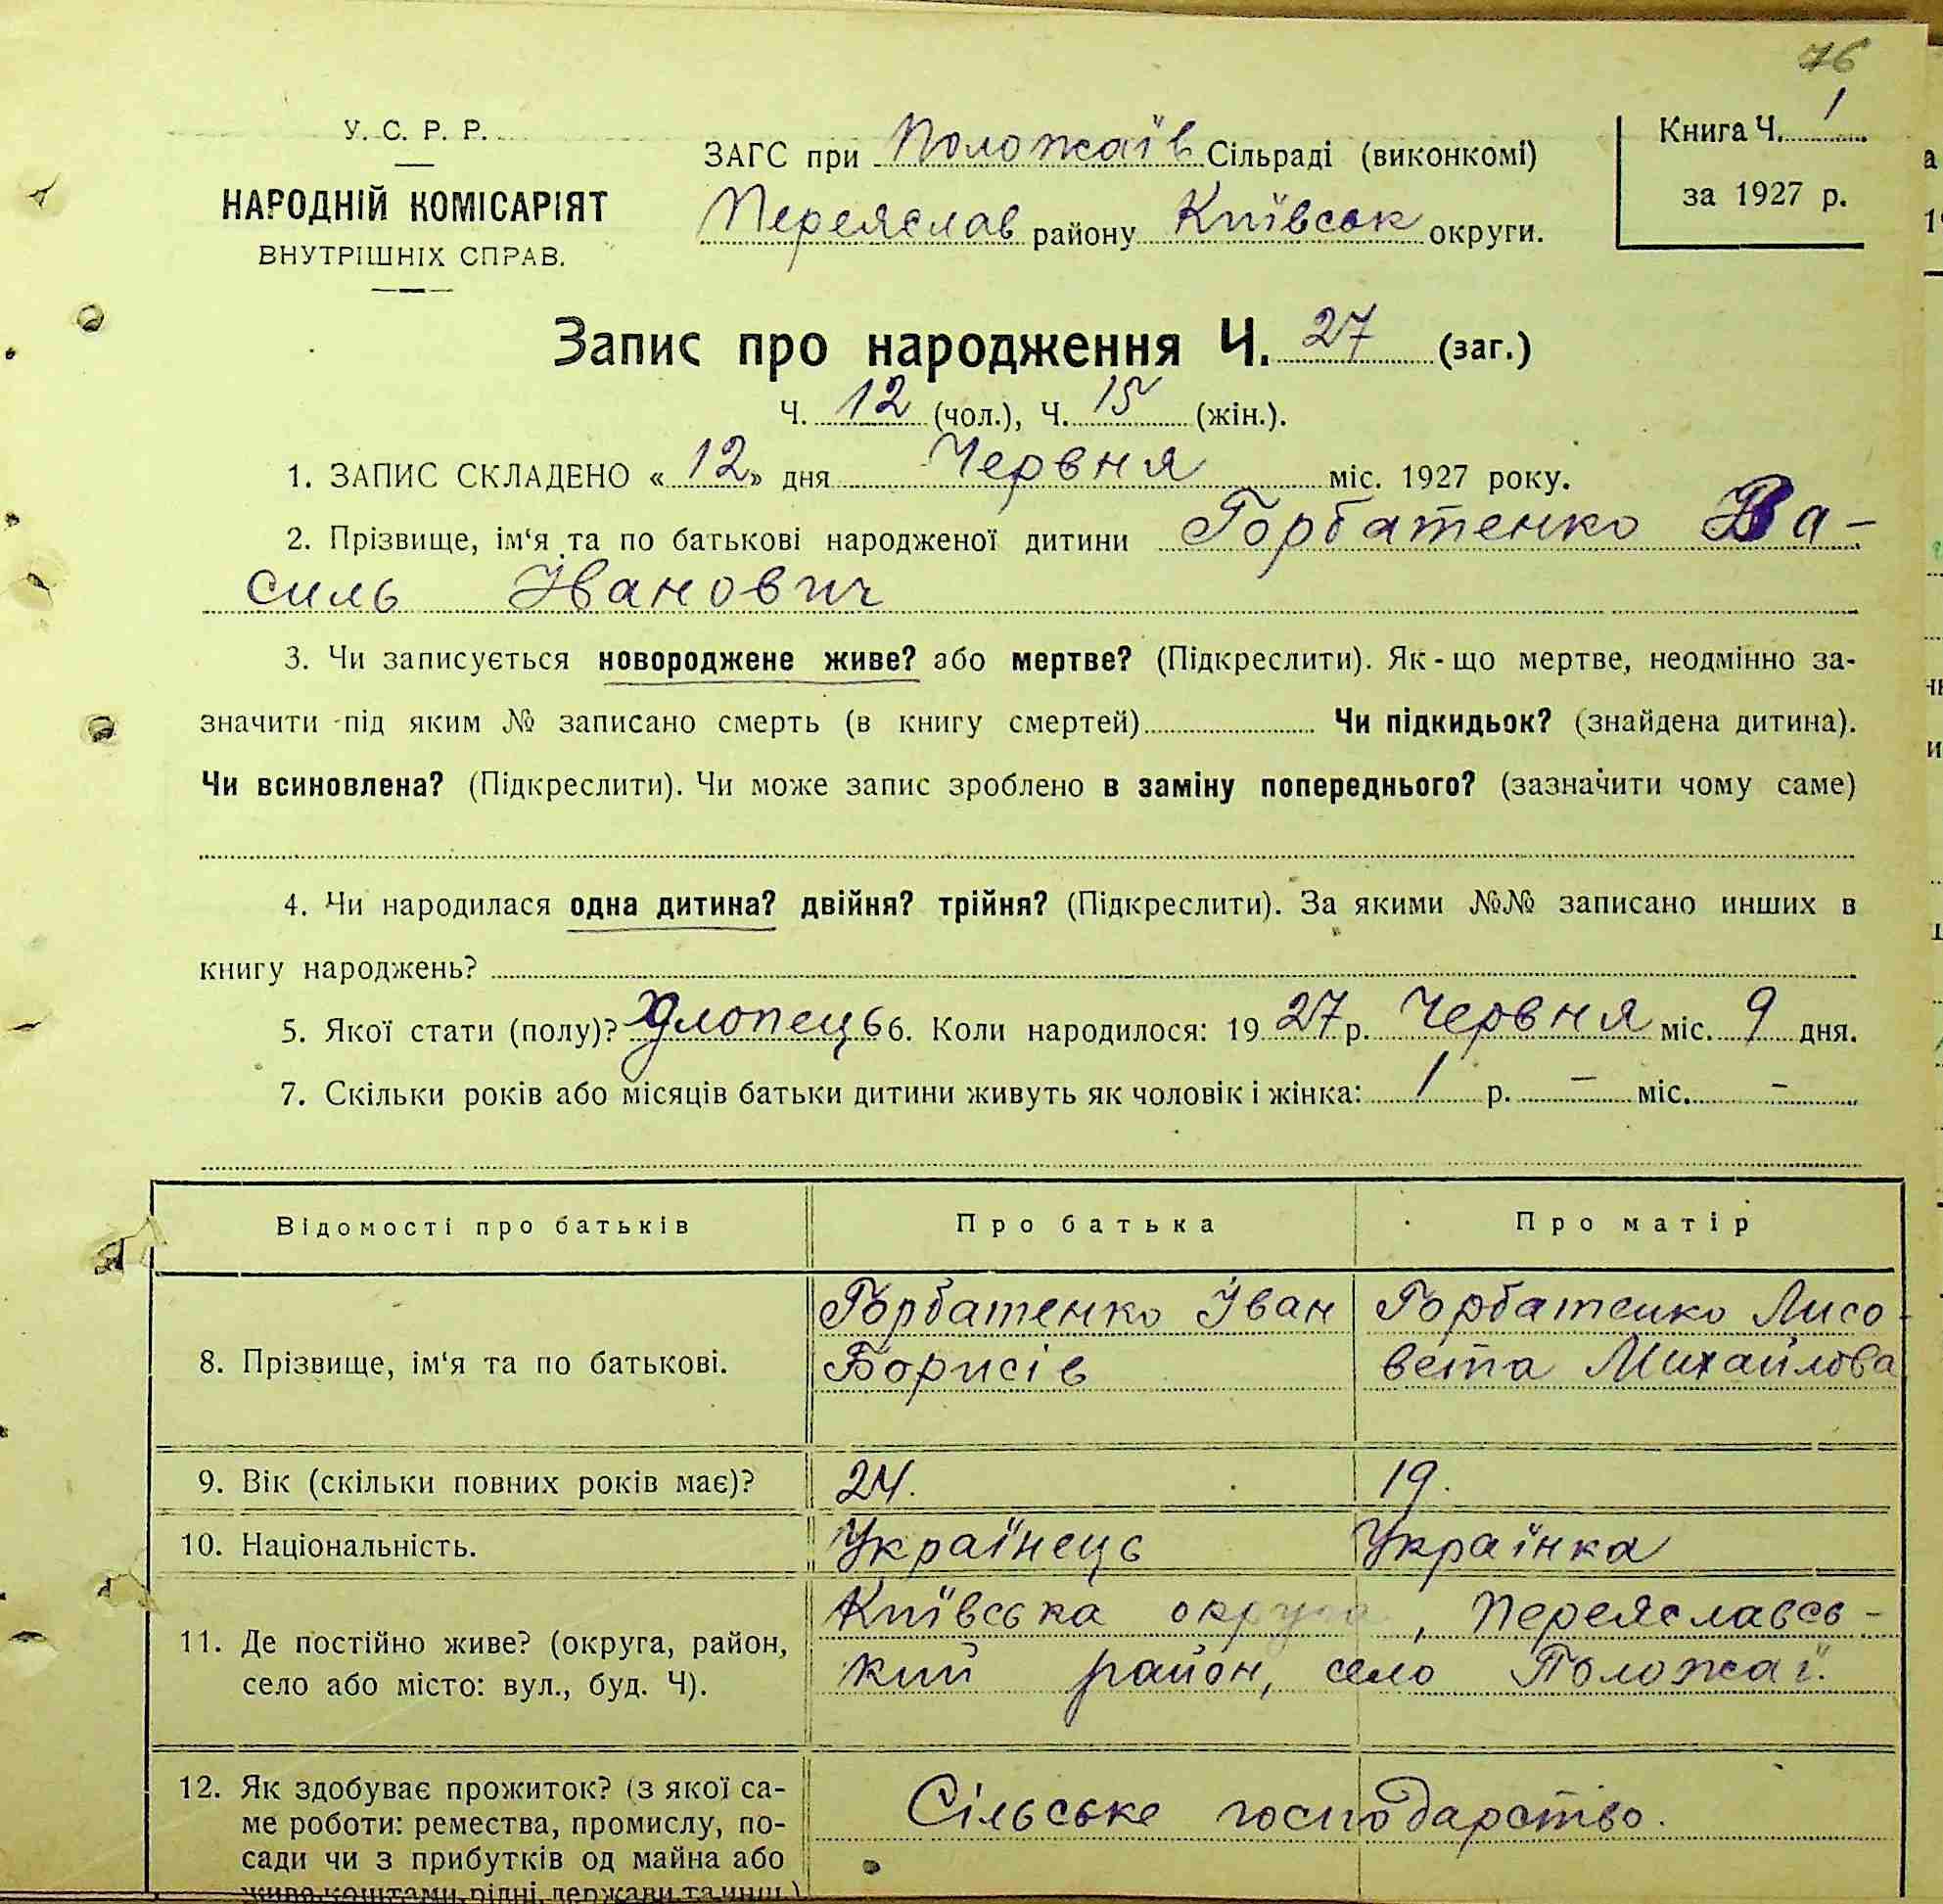 76
У. С. Р. Р.
НАРОДНІЙ КОМІСАРІЯТ
ВНУТРІШНІХ СПРАВ.
ЗАГС при Положаїв Сільраді (виконкомі)
Переяслав району Київськ округи.
Книга Ч. 1
за 1927 р.
Запис про народження Ч. 27 (заг.)
Ч. 12 (чол.), Ч. 15 (жін.).
1. ЗАПИС СКЛАДЕНО «12» дня Червня міс. 1927 року.
2. Прізвище, ім‘я та по батькові народженої дитини Горбатенко Ва-
силь Іванович
3. Чи записується новороджене живе? або мертве? (Підкреслити). Як-що мертве, неодмінно за-
значити під яким № записано смерть (в книгу смертей) Чи підкидьок? (знайдена дитина).
Чи всиновлена? (Підкреслити). Чи може запис зроблено в заміну попереднього? (зазначити чому саме)
4. Чи народилася одна дитина? двійня? трійня? (Підкреслити). За якими №№ записано инших в
книгу народжень?
5. Якої стати (полу)? Хлопець 6. Коли народилося: 1927 р. Червня міс. 9 дня.
7. Скільки років або місяців батьки дитини живуть як чоловік і жінка: 1 р. – міс. –
Відомості про батьків Про батька Про матір
8. Прізвище, ім‘я та по батькові.
Горбатенко Іван
Борисів
Горбатенко Лисо-
вета Михайлова
9. Вік (скільки повних років має)? 24. 19.
10. Національність. Українець Українка
11. Де постійно живе? (округа, район,
село або місто: вул., буд. Ч).
Київська округа, Переяславсь-
кий район, село Положаї.
12. Як здобуває прожиток? (з якої са-
ме роботи: ремества, промислу, по-
сади чи з прибутків од майна або
живе коштами рідні, держави та инш.)
Сільське господарство.